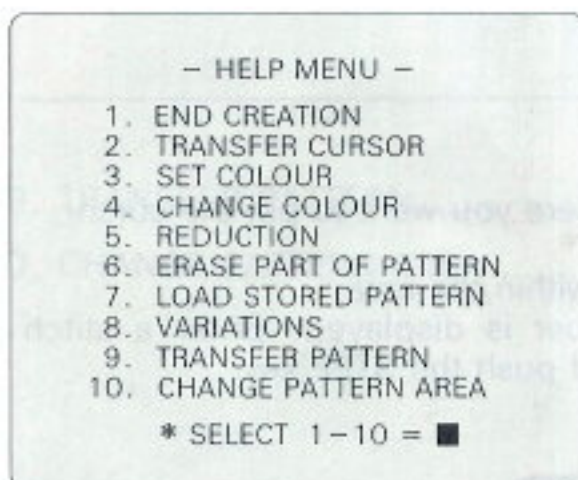 – HELP MENU –
1. END CREATION
2. TRANSFER CURSOR
3. SET COLOUR
4. CHANGE COLOUR
5. REDUCTION
6. ERASE PART OF PATTERN
7. LOAD STORED PATTERN
8. VARIATIONS
9. TRANSFER PATTERN
10. CHANGE PATTERN AREA
* SELECT 1–10 =